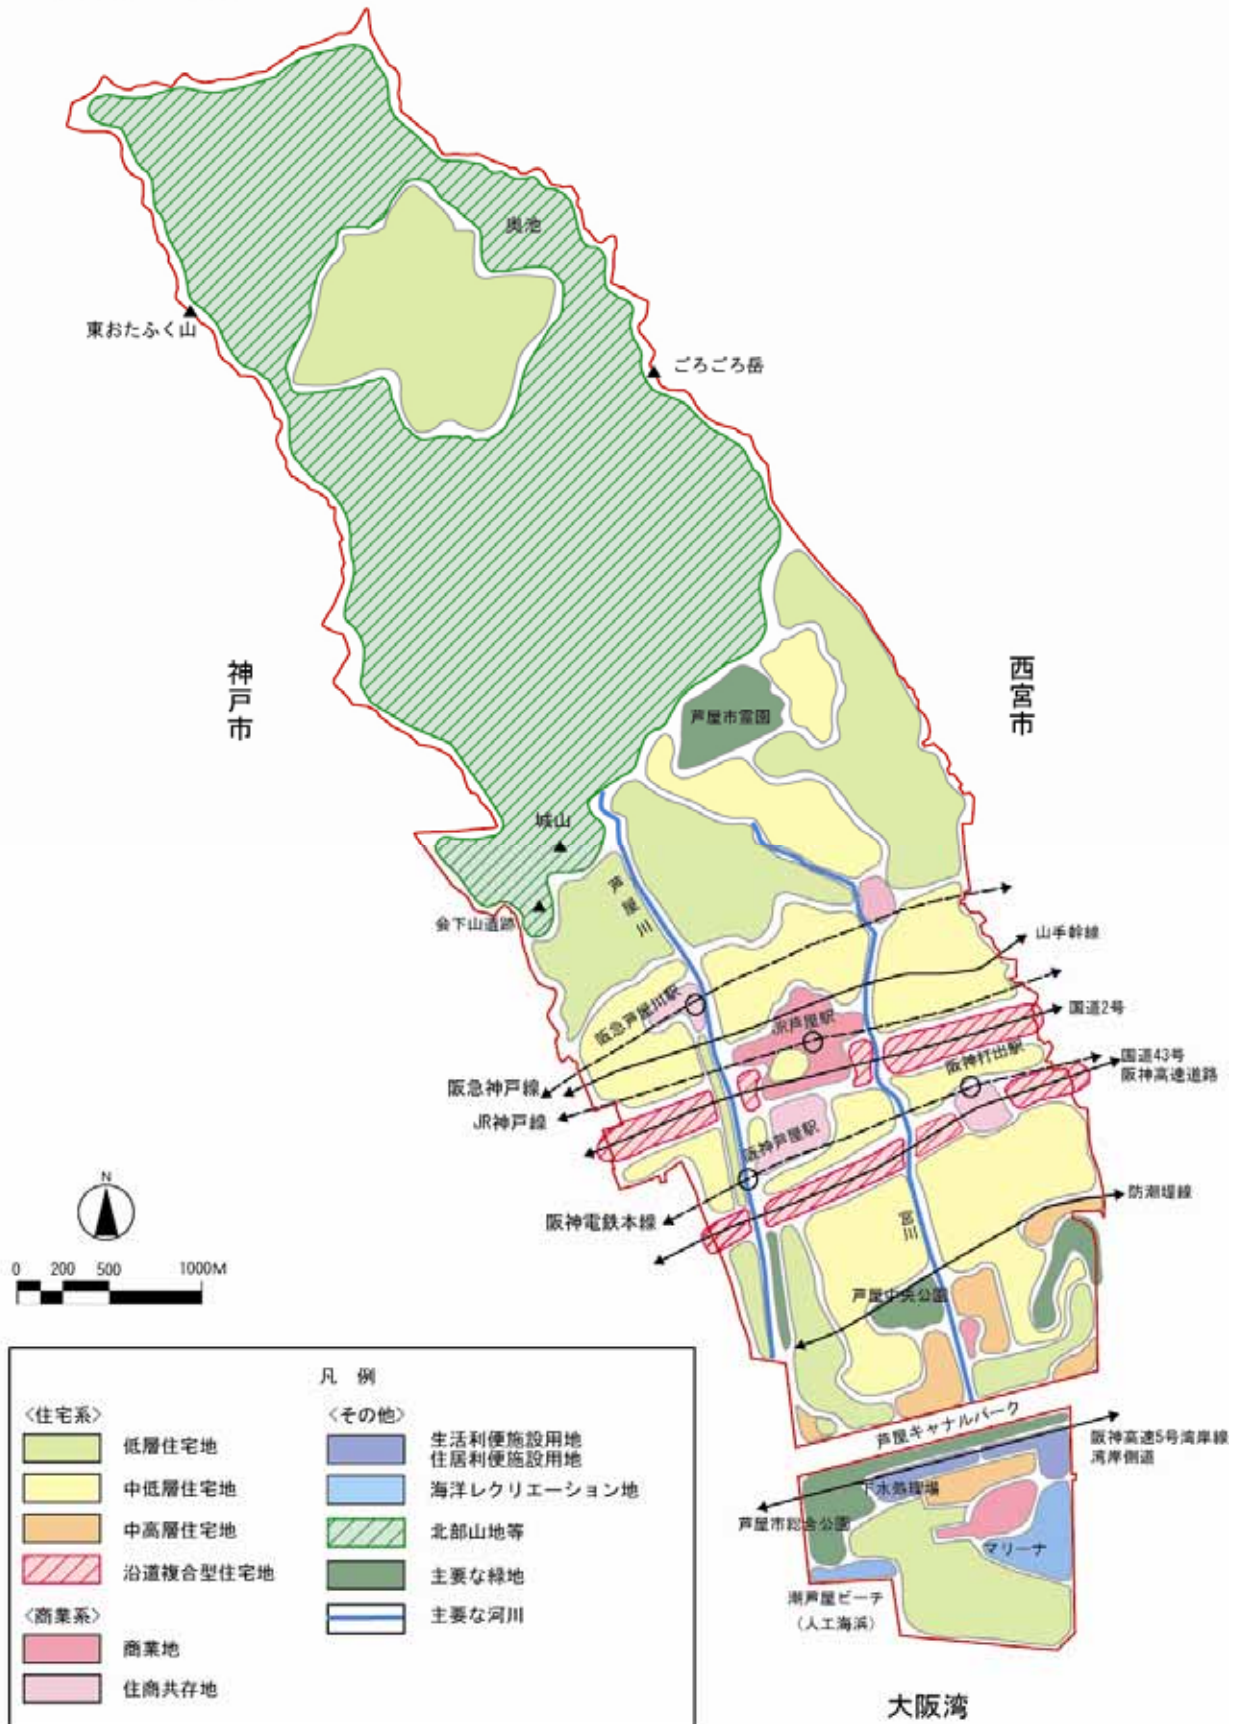 奥池
東おたふく山
ごろごろ岳
神戸市
西宮市
芦屋市霊園
城山
芦屋川
会下山遺跡
山手幹線
阪急芦屋川駅
JR芦屋駅
国道2号
阪神打出駅
国道43号
阪神高速道路
阪急神戸線
JR神戸線
阪神芦屋駅
防潮堤線
阪神電鉄本線
宮川
N
0 200 500 1000M
芦屋中央公園
芦屋キャナルパーク
阪神高速5号湾岸線
湾岸側道
下水処理場
芦屋市総合公園
マリーナ
潮芦屋ビーチ
（人工海浜）
大阪湾
凡 例
<住宅系>
低層住宅地
中低層住宅地
中高層住宅地
沿道複合型住宅地
<商業系>
商業地
住商共存地
<その他>
生活利便施設用地
住居利便施設用地
海洋レクリエーション地
北部山地等
主要な緑地
主要な河川